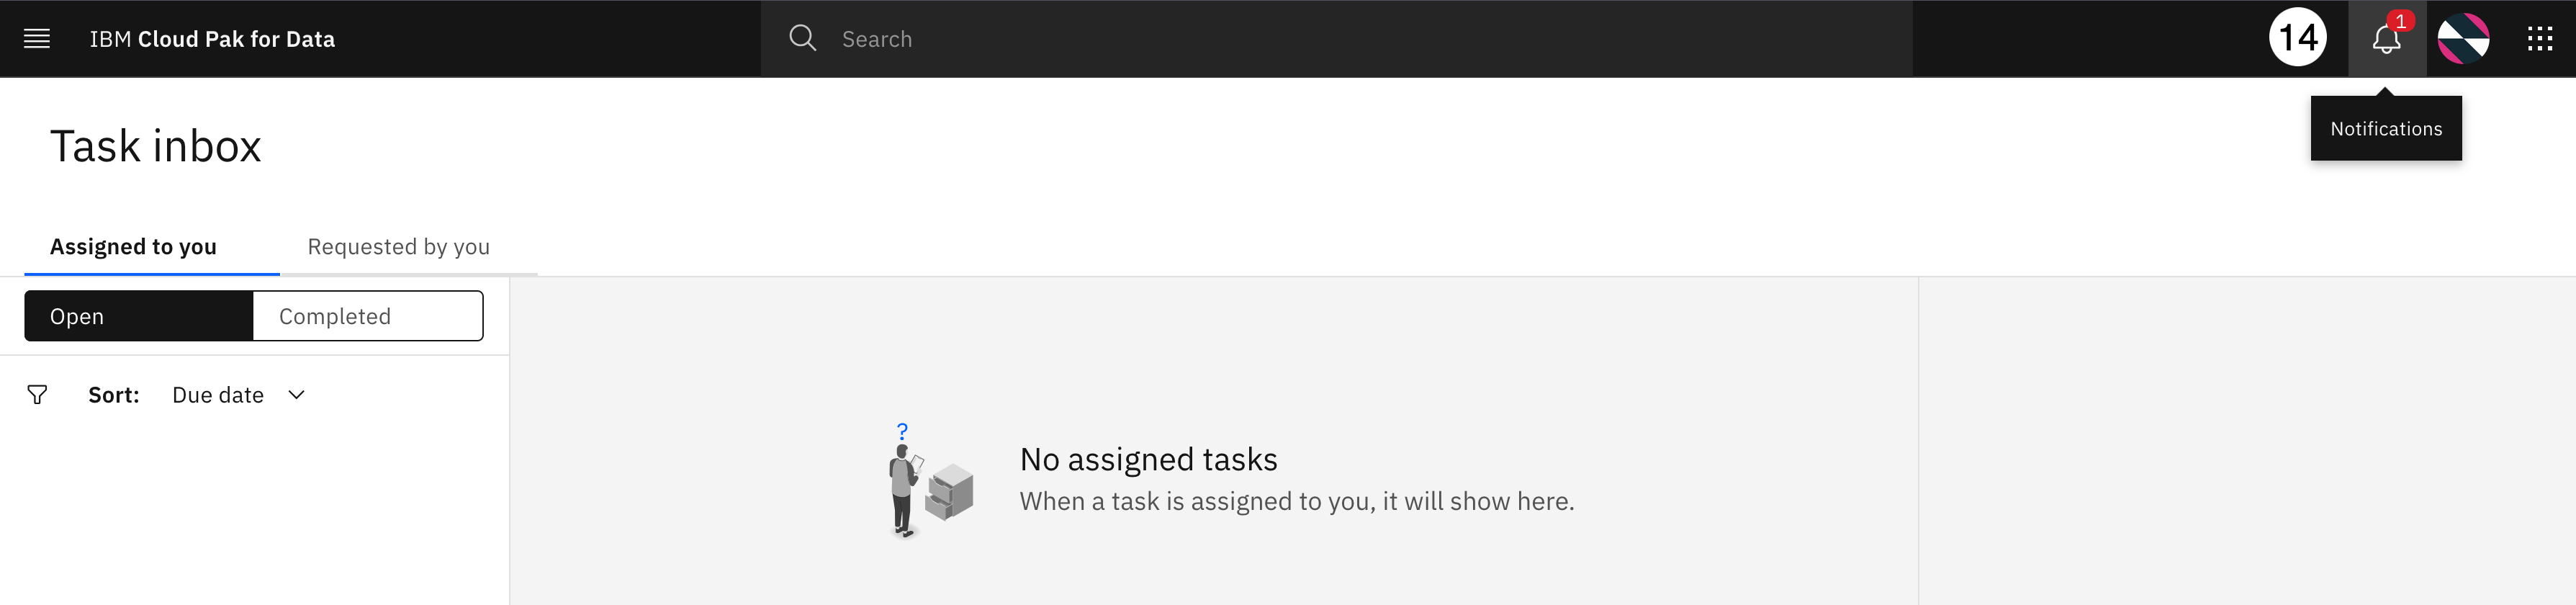 IBM Cloud Pak for Data
Search
14
1
Notifications
Task inbox
Assigned to you
Requested by you
Open
Completed
Sort: Due date
?
No assigned tasks
When a task is assigned to you, it will show here.